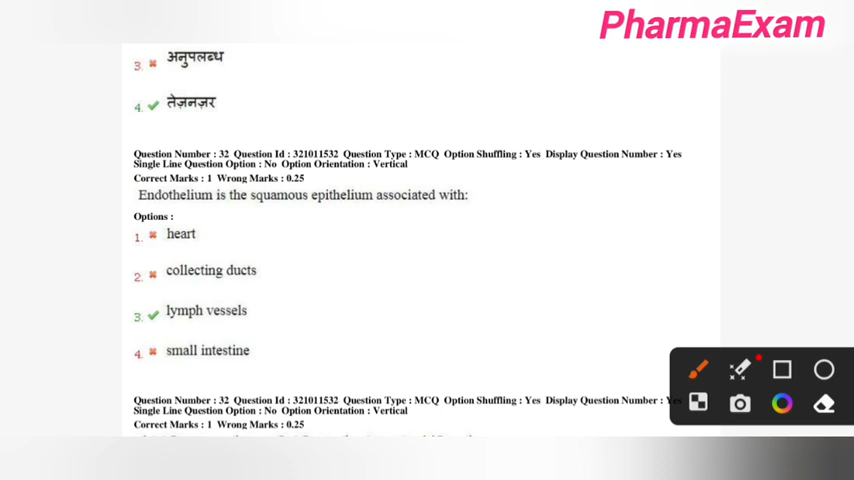 PharmaExam
3. अनुपलब्ध
4. तेज़नज़र
Question Number : 32 Question Id : 321011532 Question Type : MCQ Option Shuffling : Yes Display Question Number : Yes
Single Line Question Option : No Option Orientation : Vertical
Correct Marks : 1 Wrong Marks : 0.25
Endothelium is the squamous epithelium associated with:
Options :
1. heart
2. collecting ducts
3. lymph vessels
4. small intestine
Question Number : 32 Question Id : 321011532 Question Type : MCQ Option Shuffling : Yes Display Question Number : Yes
Single Line Question Option : No Option Orientation : Vertical
Correct Marks : 1 Wrong Marks : 0.25